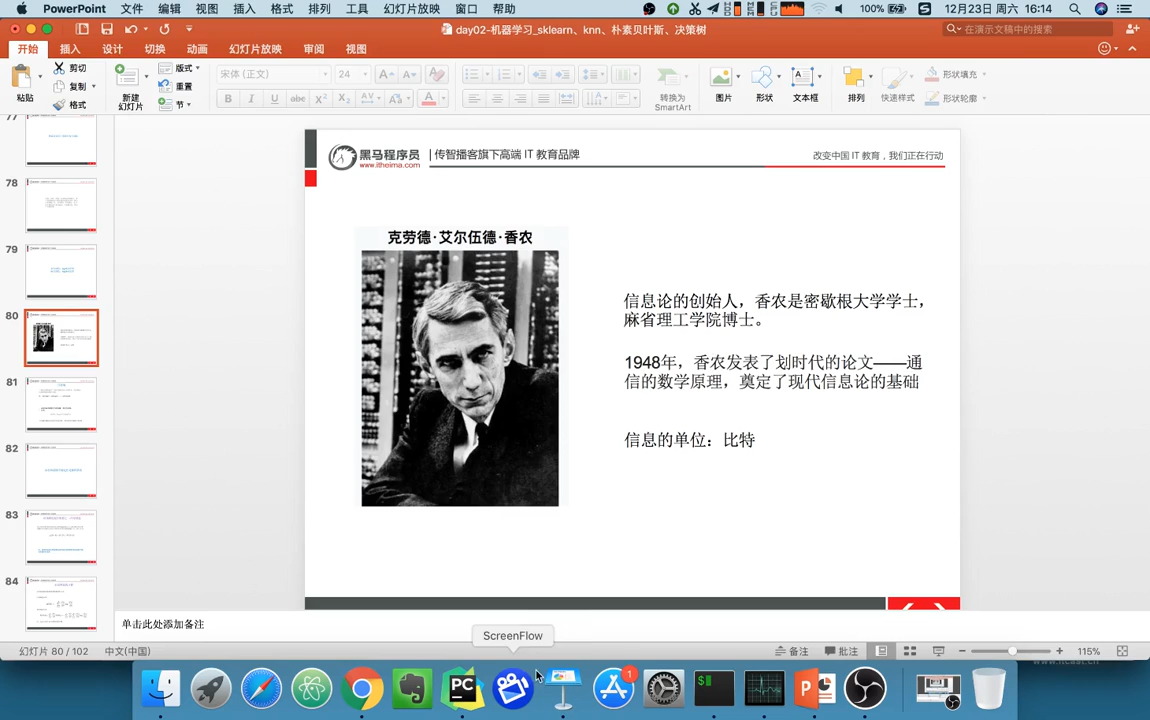 PowerPoint 文件 编辑 视图 插入 格式 排列 工具 幻灯片放映 窗口 帮助 100% 12月23日 周六 16:14
day02-机器学习_sklearn、knn、朴素贝叶斯、决策树
在演示文稿中的搜索
开始 插入 设计 切换 动画 幻灯片放映 审阅 视图
粘贴
剪切
复制
格式
新建
幻灯片
版式
重置
节
宋体 (正文) 24
B I U abc X² X₂ AV
转换为
SmartArt
图片
形状
文本框
排列
快速样式
形状填充
形状轮廓
77
78
79
80
81
82
83
84
黑马程序员
www.itheima.com
传智播客旗下高端 IT 教育品牌
改变中国 IT 教育，我们正在行动
克劳德·艾尔伍德·香农
信息论的创始人，香农是密歇根大学学士，
麻省理工学院博士。
1948年，香农发表了划时代的论文——通
信的数学原理，奠定了现代信息论的基础
信息的单位：比特
单击此处添加备注
ScreenFlow
幻灯片 80 / 102 中文(中国) 备注 批注 115%
www.itcast.cn
PC
1